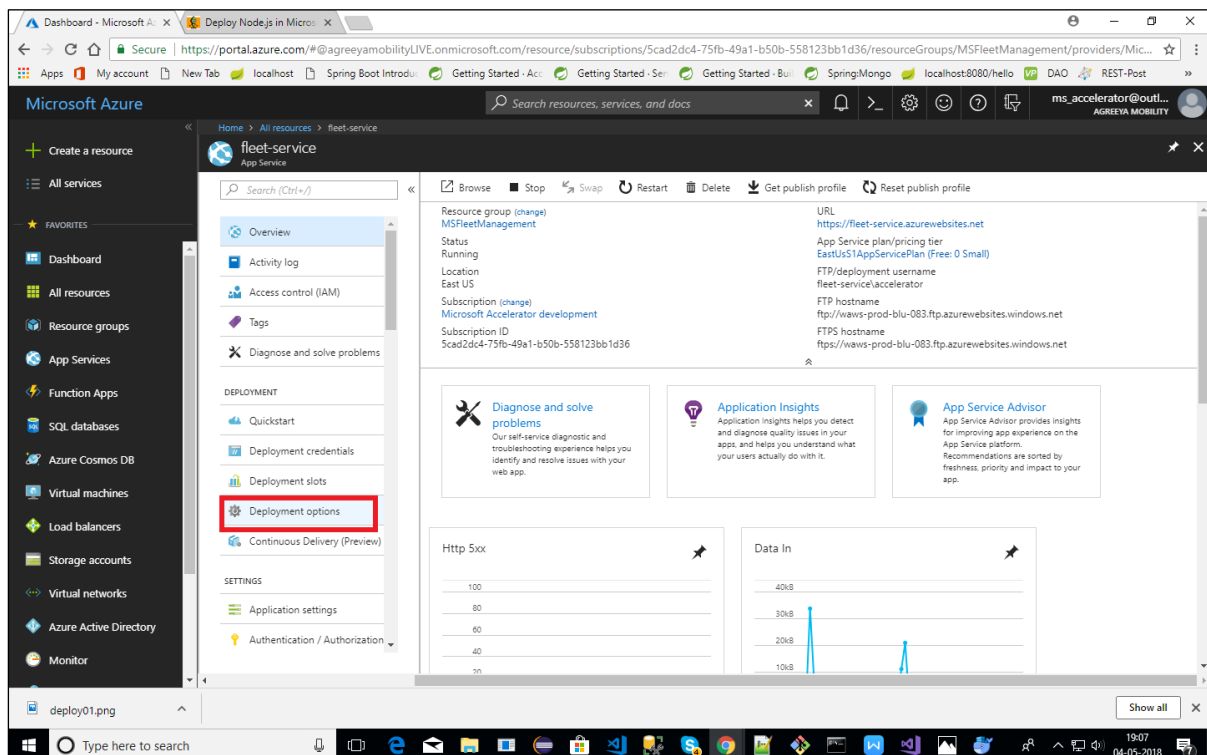 Dashboard - Microsoft A
Deploy Node.js in Micros
Secure
https://portal.azure.com/#@agreeyamobilityLIVE.onmicrosoft.com/resource/subscriptions/5cad2dc4-75fb-49a1-b50b-558123bb1d36/resourceGroups/MSFleetManagement/providers/Mic...
Apps
My account
New Tab
localhost
Spring Boot Introduc
Getting Started · Acc
Getting Started · Ser
Getting Started · Buil
Spring:Mongo
localhost:8080/hello
VP
DAO
REST-Post
»
Microsoft Azure
Search resources, services, and docs
ms_accelerator@outl...
AGREEYA MOBILITY
Home > All resources > fleet-service
fleet-service
App Service
Create a resource
All services
FAVORITES
Dashboard
All resources
Resource groups
App Services
Function Apps
SQL databases
Azure Cosmos DB
Virtual machines
Load balancers
Storage accounts
Virtual networks
Azure Active Directory
Monitor
Search (Ctrl+/)
Overview
Activity log
Access control (IAM)
Tags
Diagnose and solve problems
DEPLOYMENT
Quickstart
Deployment credentials
Deployment slots
Deployment options
Continuous Delivery (Preview)
SETTINGS
Application settings
Authentication / Authorization
Browse
Stop
Swap
Restart
Delete
Get publish profile
Reset publish profile
Resource group (change)
MSFleetManagement
Status
Running
Location
East US
Subscription (change)
Microsoft Accelerator development
Subscription ID
5cad2dc4-75fb-49a1-b50b-558123bb1d36
URL
https://fleet-service.azurewebsites.net
App Service plan/pricing tier
EastUsS1AppServicePlan (Free: 0 Small)
FTP/deployment username
fleet-service\accelerator
FTP hostname
ftp://waws-prod-blu-083.ftp.azurewebsites.windows.net
FTPS hostname
ftps://waws-prod-blu-083.ftp.azurewebsites.windows.net
Diagnose and solve
problems
Our self-service diagnostic and
troubleshooting experience helps you
identify and resolve issues with your
web app.
Application Insights
Application Insights helps you detect
and diagnose quality issues in your
apps, and helps you understand what
your users actually do with it.
App Service Advisor
App Service Advisor provides insights
for improving app experience on the
App Service platform.
Recommendations are sorted by
freshness, priority and impact to your
app.
Http 5xx
100
80
60
40
20
Data In
40kB
30kB
20kB
10kB
deploy01.png
Show all
Type here to search
19:07
04-05-2018